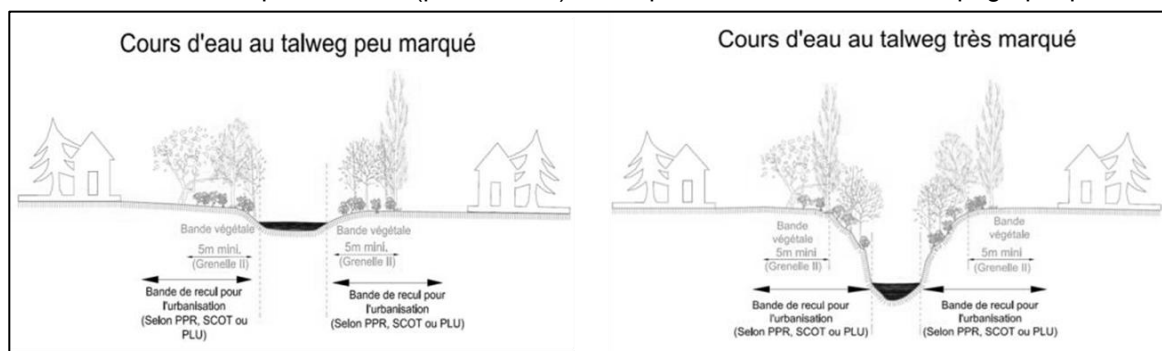 Cours d'eau au talweg peu marqué
Bande végétale
5m mini.
(Grenelle II)
Bande végétale
5m mini.
(Grenelle II)
Bande de recul pour
l'urbanisation
(Selon PPR, SCOT ou
PLU)
Bande de recul pour
l'urbanisation
(Selon PPR, SCOT ou PLU)
Cours d'eau au talweg très marqué
Bande
végétale
5m mini
(Grenelle II)
Bande
végétale
5m mini
(Grenelle II)
Bande de recul pour
l'urbanisation
(Selon PPR, SCOT ou PLU)
Bande de recul pour
l'urbanisation
(Selon PPR, SCOT ou PLU)